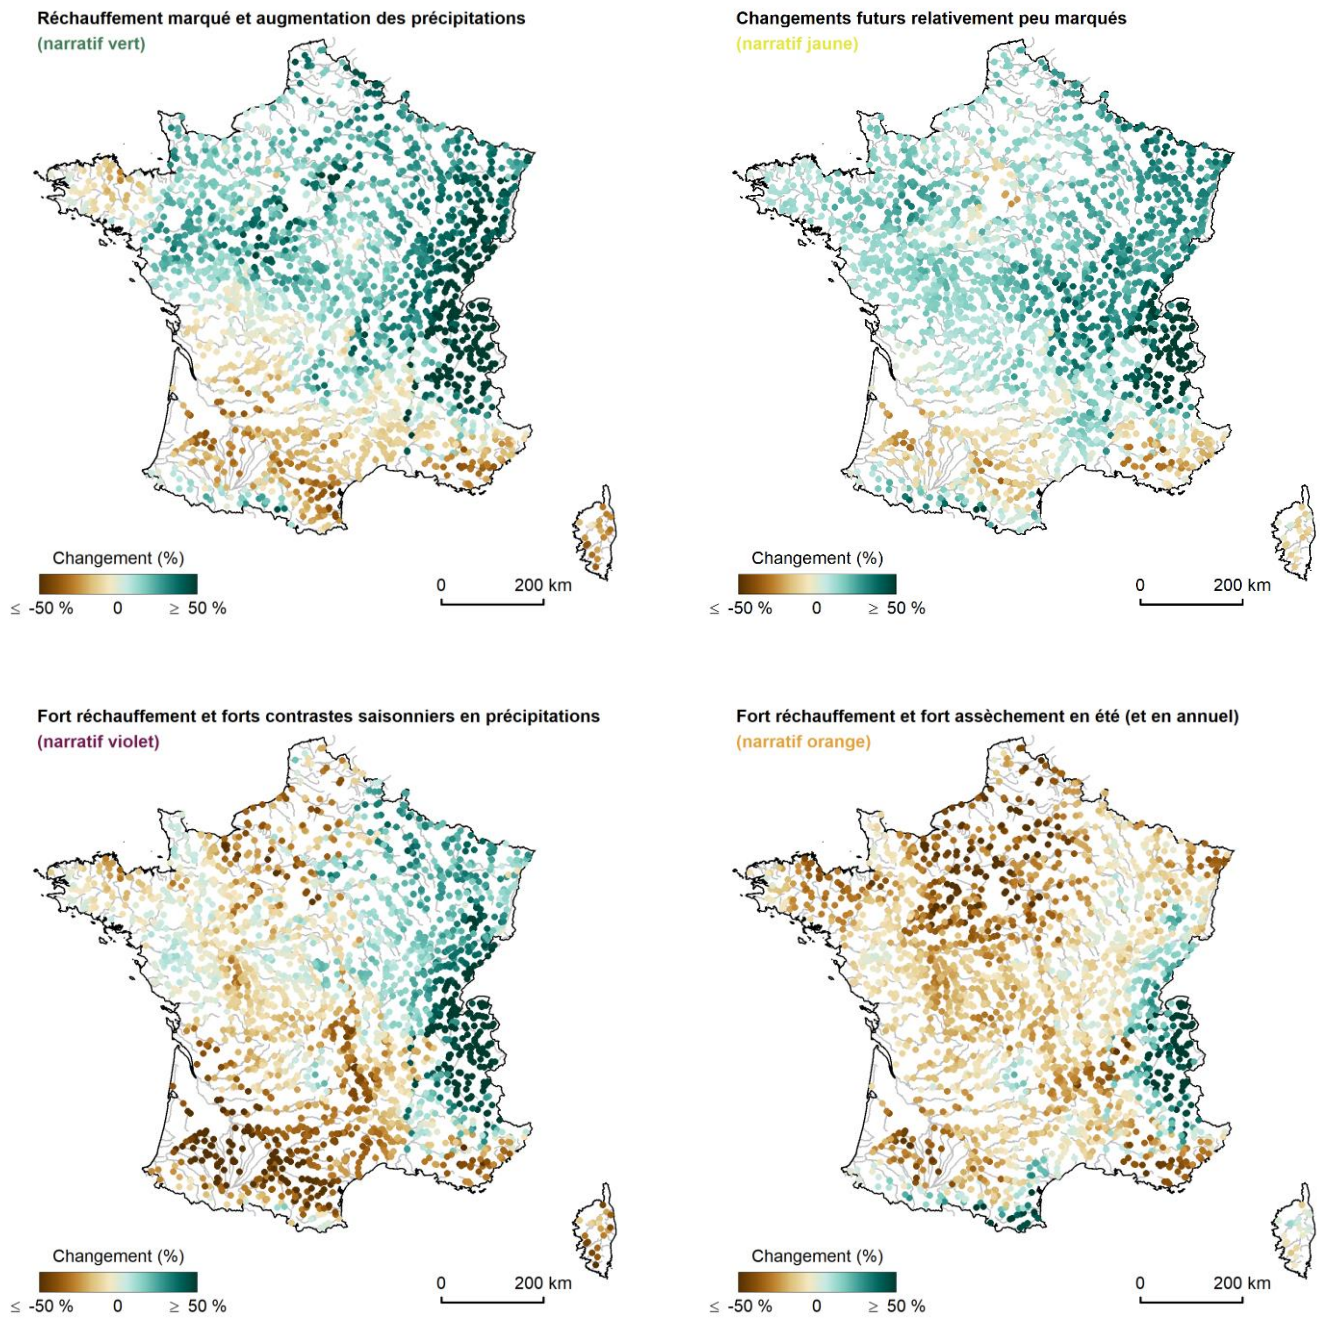 Réchauffement marqué et augmentation des précipitations
(narratif vert)
Changement (%)
≤ -50 % 0 ≥ 50 %
0 200 km
Changements futurs relativement peu marqués
(narratif jaune)
Changement (%)
≤ -50 % 0 ≥ 50 %
0 200 km
Fort réchauffement et forts contrastes saisonniers en précipitations
(narratif violet)
Changement (%)
≤ -50 % 0 ≥ 50 %
0 200 km
Fort réchauffement et fort assèchement en été (et en annuel)
(narratif orange)
Changement (%)
≤ -50 % 0 ≥ 50 %
0 200 km